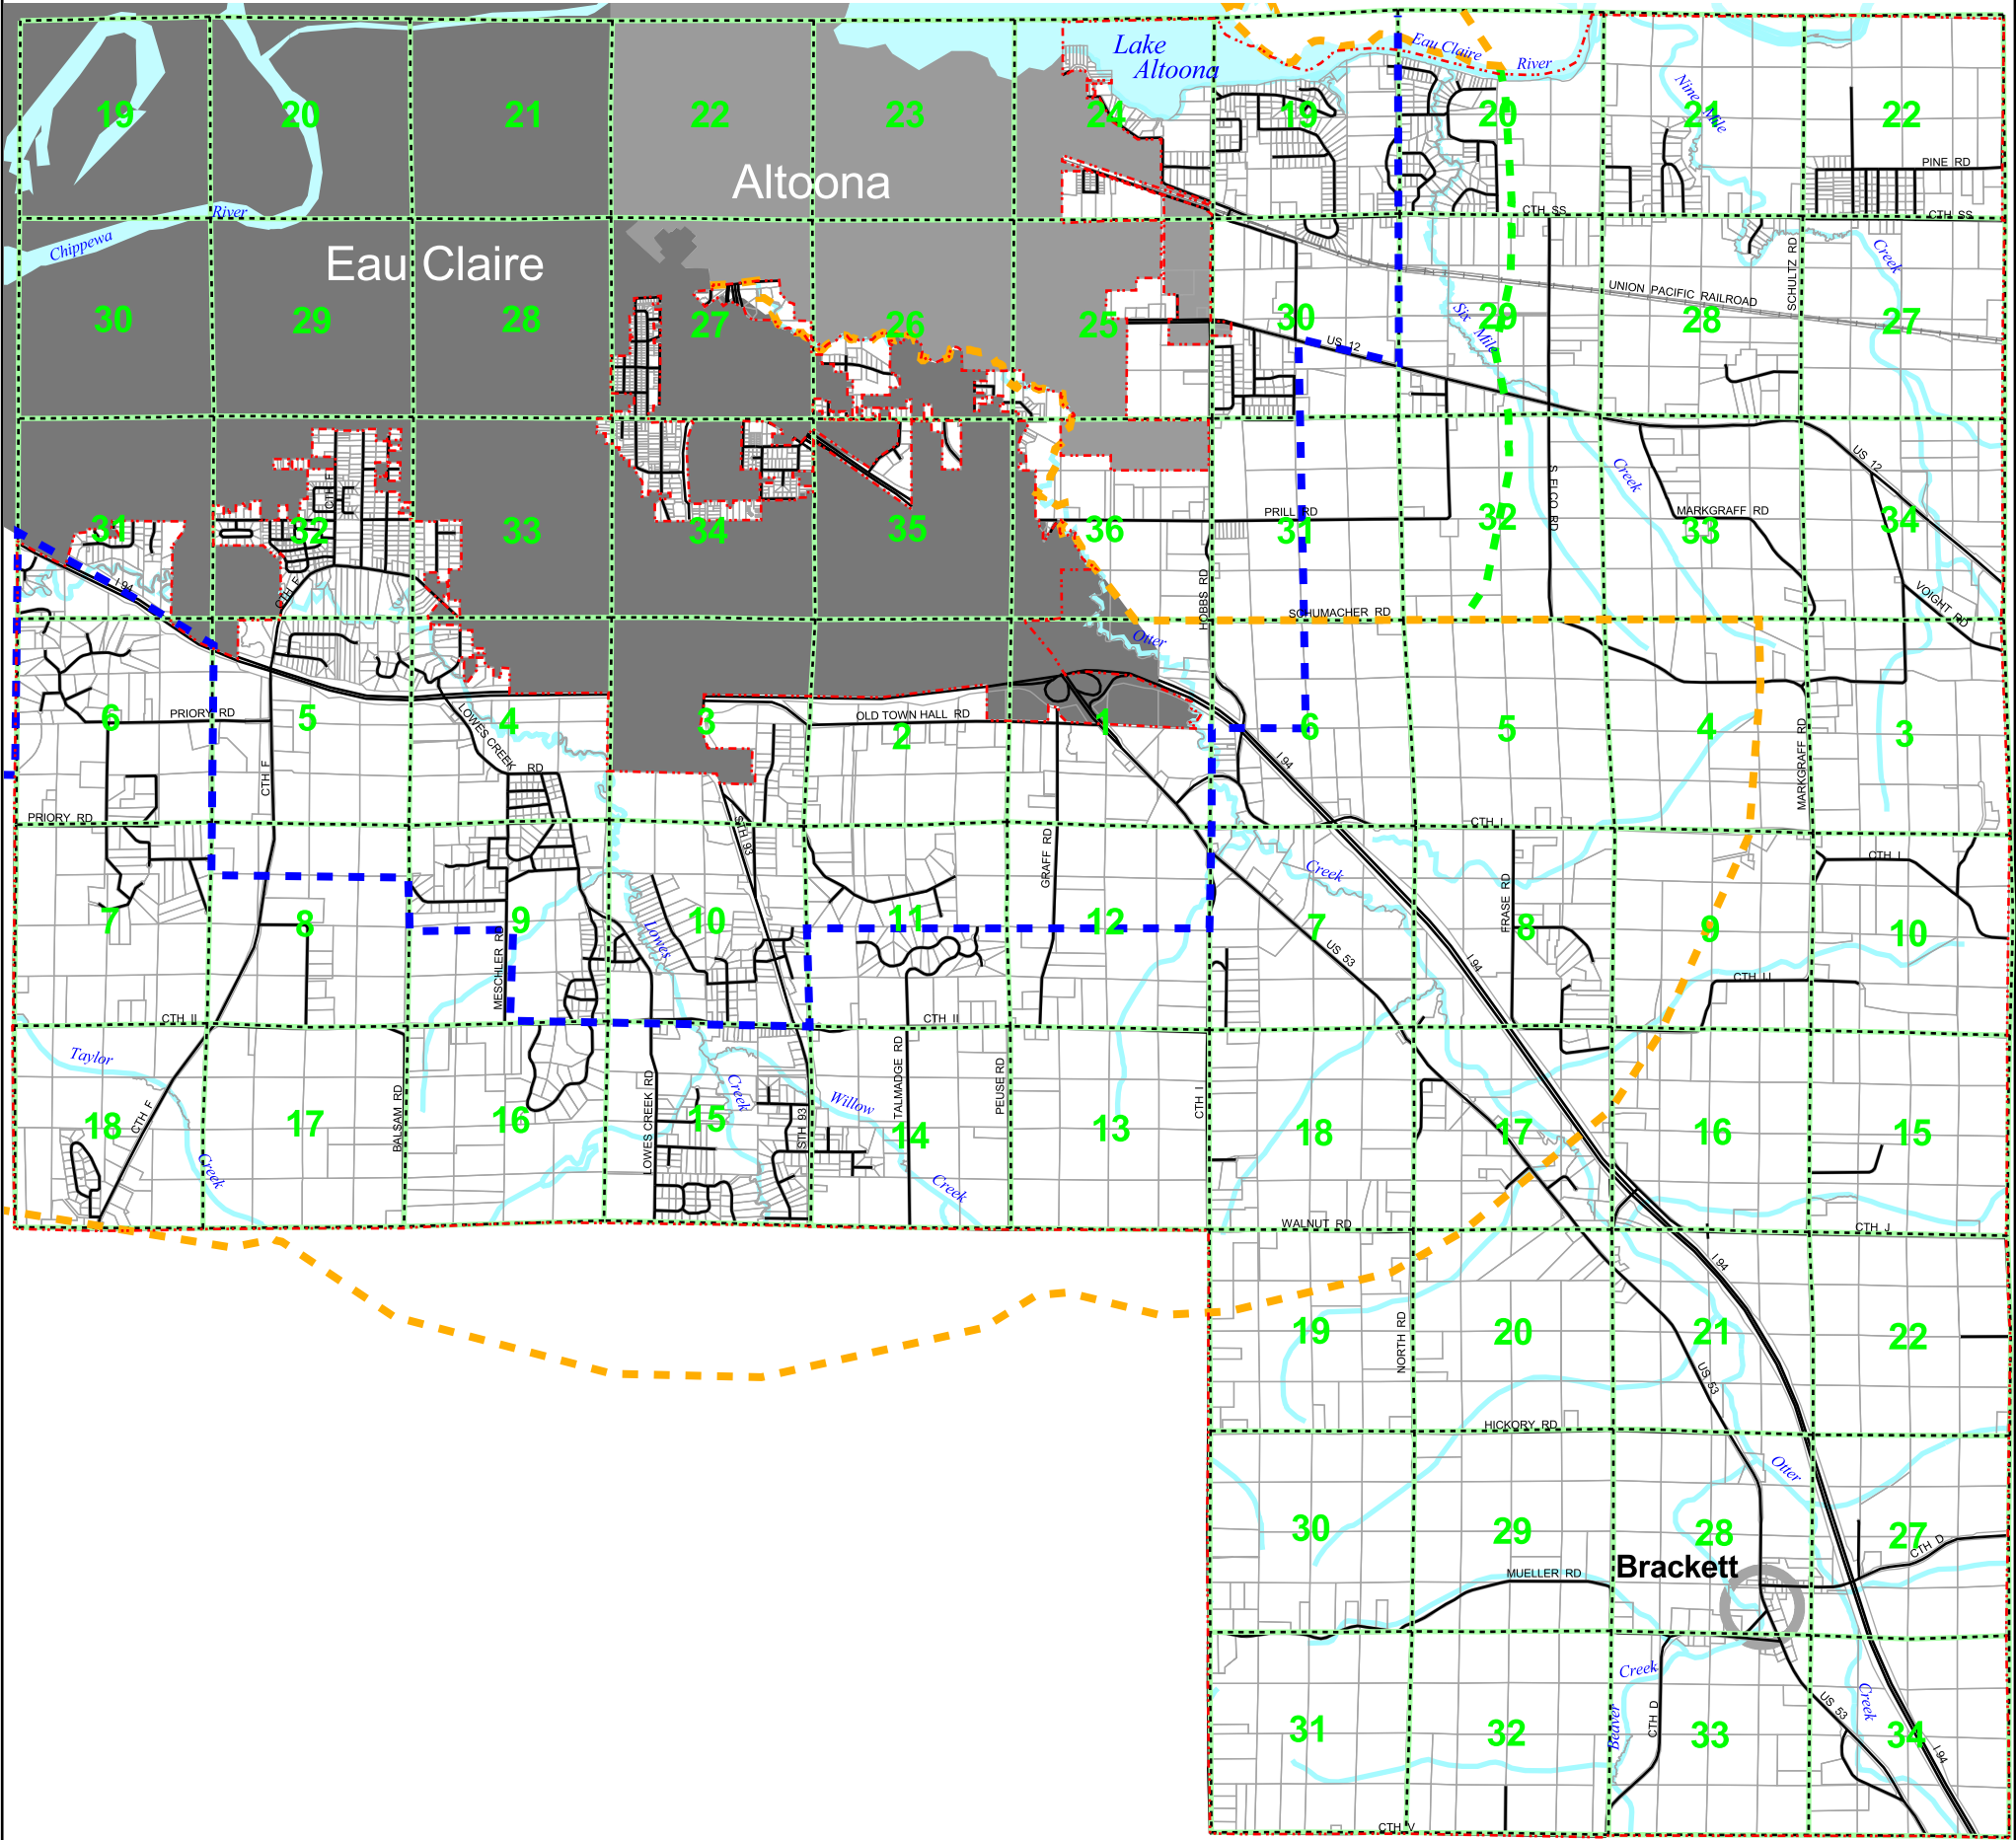 Lake
Altoona
Eau Claire
River
Nine Mile
19
20
21
22
23
24
19
20
21
22
PINE RD
Altoona
River
CTH SS
CTH SS
Chippewa
Eau Claire
SCHULTZ RD
Creek
UNION PACIFIC RAILROAD
30
29
28
27
26
25
30
29
28
27
Six Mile
US 12
US 12
CTH F
S ELCO RD
Creek
PRILL RD
MARKGRAFF RD
31
32
33
34
35
36
31
32
33
34
I 94
CTH F
HOBBS RD
VOIGHT RD
SCHUMACHER RD
Otter
PRIORY RD
OLD TOWN HALL RD
LOWES CREEK
RD
6
5
4
3
2
1
6
5
4
3
MARKGRAFF RD
CTH F
I 94
PRIORY RD
STH 93
CTH I
GRAFF RD
CTH I
Creek
FRASE RD
7
8
9
10
11
12
7
8
9
10
MESCHLER RD
Lowes
US 53
I 94
CTH LL
CTH II
CTH II
Taylor
TALMADGE RD
PEUSE RD
BALSAM RD
LOWES CREEK RD
Creek
STH 93
Willow
CTH I
18
17
16
15
14
13
18
17
16
15
CTH F
Creek
Creek
WALNUT RD
CTH J
I 94
19
20
21
22
NORTH RD
US 53
HICKORY RD
Otter
30
29
28
27
CTH D
Brackett
MUELLER RD
Creek
Beaver
CTH D
Creek
US 53
31
32
33
34
I 94
CTH V